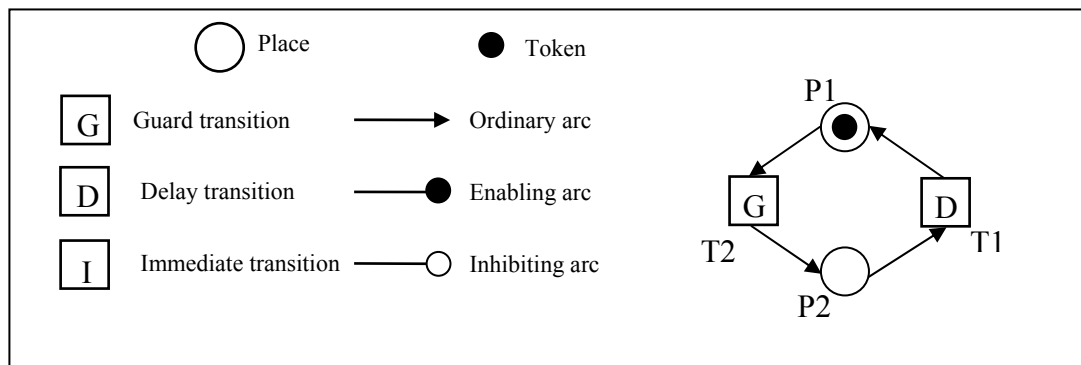 Place
Token
G Guard transition
Ordinary arc
D Delay transition
Enabling arc
I Immediate transition
Inhibiting arc
P1
G
D
T2
T1
P2